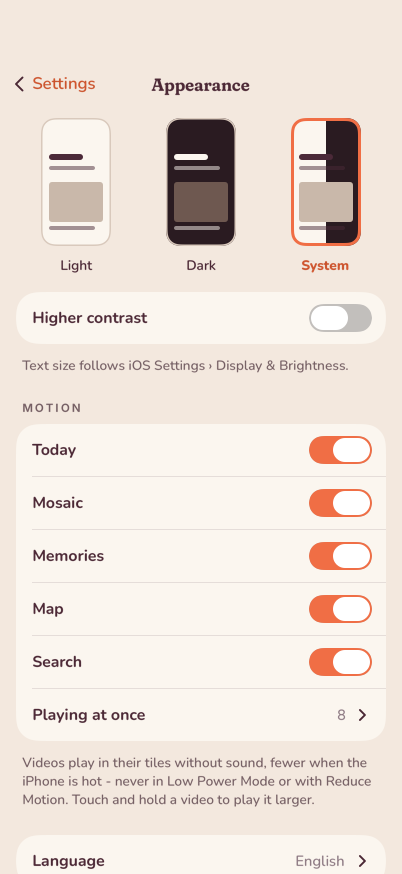 Settings
Appearance
Light
Dark
System
Higher contrast
Text size follows iOS Settings › Display & Brightness.
MOTION
Today
Mosaic
Memories
Map
Search
Playing at once 8
Videos play in their tiles without sound, fewer when the
iPhone is hot - never in Low Power Mode or with Reduce
Motion. Touch and hold a video to play it larger.
Language English